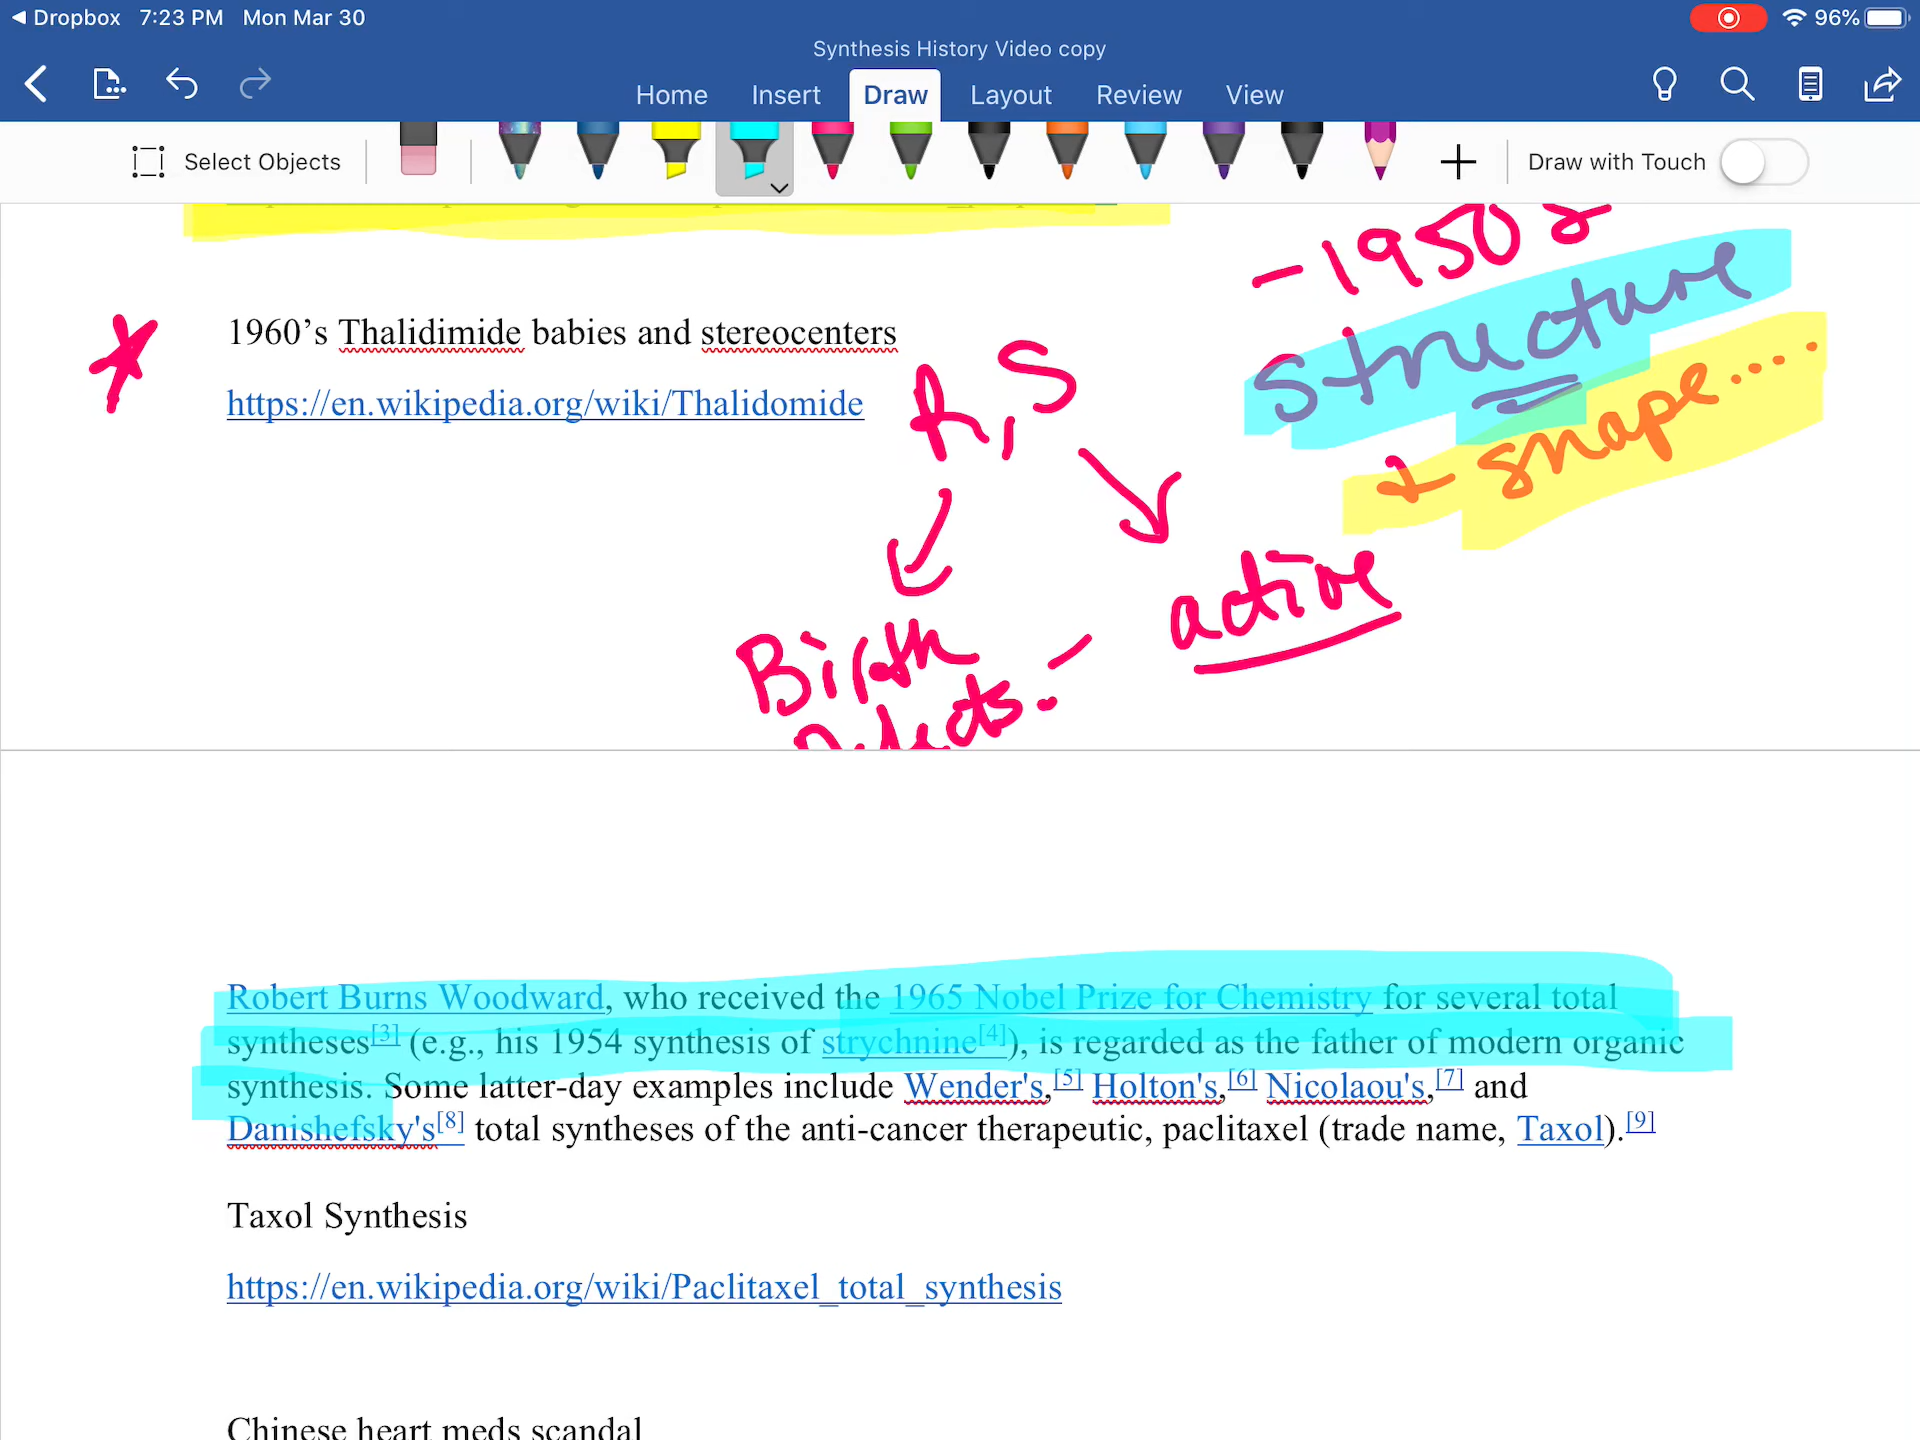 Dropbox 7:23 PM Mon Mar 30 96%
Synthesis History Video copy
Home Insert Draw Layout Review View
Select Objects Draw with Touch
-1950s
structure
1960’s Thalidimide babies and stereocenters
+ shape....
https://en.wikipedia.org/wiki/Thalidomide
R,S
active
Birth
Defects..
Robert Burns Woodward, who received the 1965 Nobel Prize for Chemistry for several total
syntheses[3] (e.g., his 1954 synthesis of strychnine[4]), is regarded as the father of modern organic
synthesis. Some latter-day examples include Wender's,[5] Holton's,[6] Nicolaou's,[7] and
Danishefsky's[8] total syntheses of the anti-cancer therapeutic, paclitaxel (trade name, Taxol).[9]
Taxol Synthesis
https://en.wikipedia.org/wiki/Paclitaxel_total_synthesis
Chinese heart meds scandal